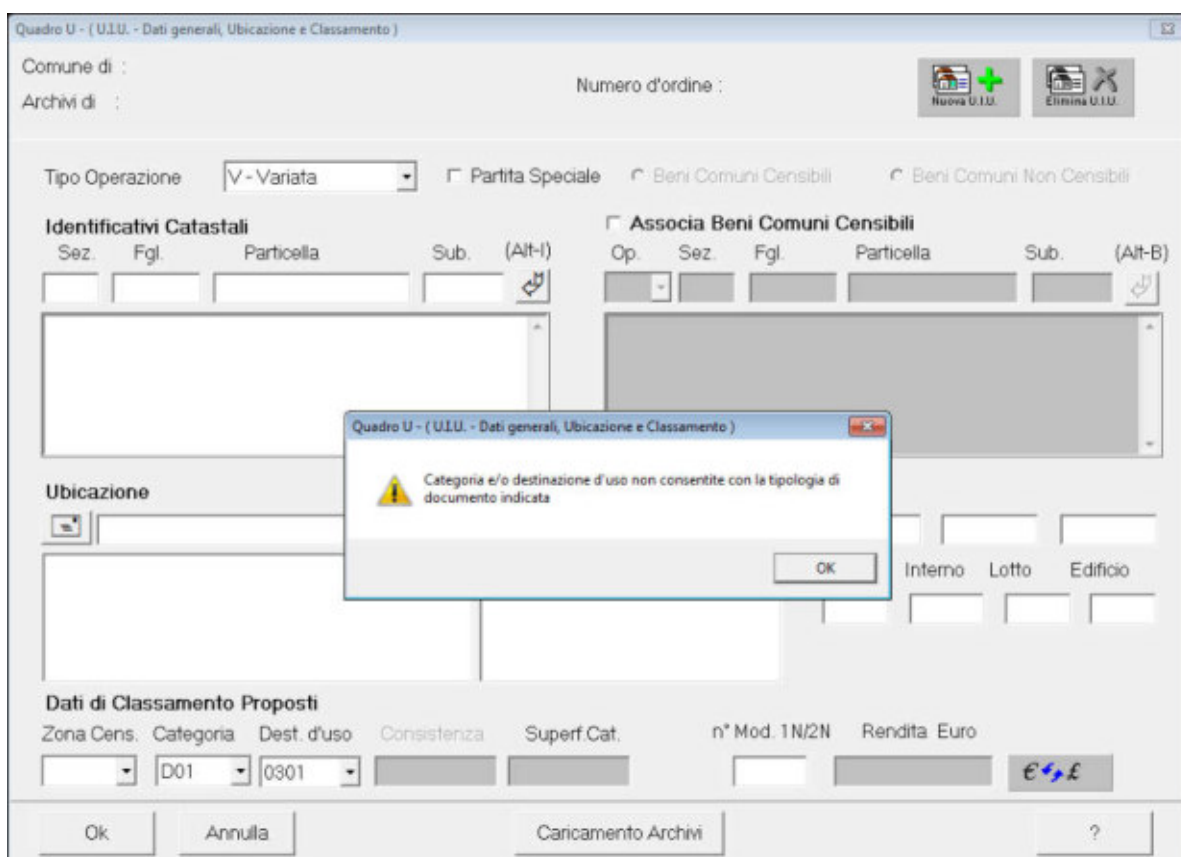 Quadro U - ( U.I.U. - Dati generali, Ubicazione e Classamento )
Comune di :
Numero d'ordine :
Archivi di :
Nuova U.I.U.
Elimina U.I.U.
Tipo Operazione V - Variata Partita Speciale Beni Comuni Censibili Beni Comuni Non Censibili
Identificativi Catastali
Associa Beni Comuni Censibili
Sez. Fgl. Particella Sub. (Alt-I)
Op. Sez. Fgl. Particella Sub. (Alt-B)
Quadro U - ( U.I.U. - Dati generali, Ubicazione e Classamento )
Categoria e/o destinazione d'uso non consentite con la tipologia di
documento indicata
OK
Ubicazione
Interno Lotto Edificio
Dati di Classamento Proposti
Zona Cens. Categoria Dest. d'uso Consistenza Superf.Cat. n° Mod. 1N/2N Rendita Euro
D01 0301 € £
Ok Annulla Caricamento Archivi ?